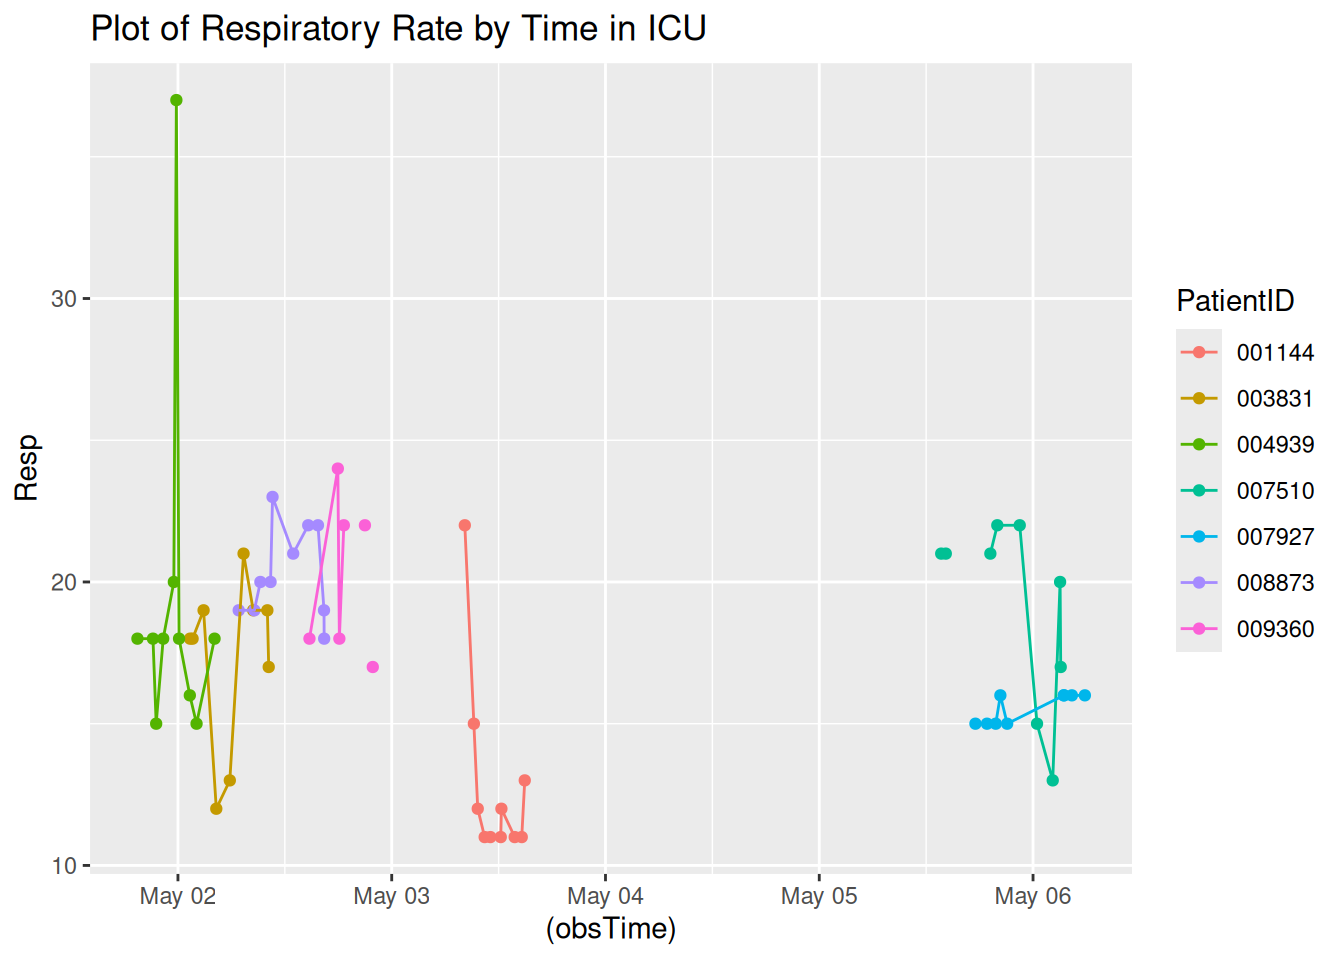 Plot of Respiratory Rate by Time in ICU
Resp
30
20
10
May 02 May 03 May 04 May 05 May 06
(obsTime)
PatientID
001144
003831
004939
007510
007927
008873
009360